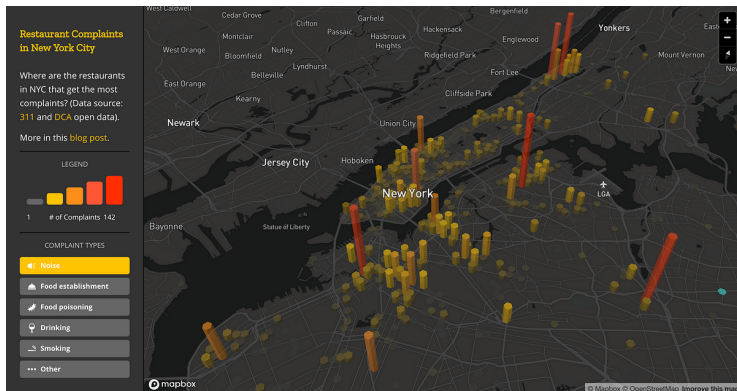 Restaurant Complaints
in New York City
Where are the restaurants
in NYC that get the most
complaints? (Data source:
311 and DCA open data).
More in this blog post.
LEGEND
1 # of Complaints 142
COMPLAINT TYPES
Noise
Food establishment
Food poisoning
Drinking
Smoking
Other
West Caldwell
Cedar Grove
Garfield
Bergenfield
Clifton
Passaic
Hackensack
Yonkers
Montclair
Hasbrouck
Heights
Englewood
West Orange
Nutley
Bloomfield
Ridgefield Park
Mount Vernon
Lyndhurst
Belleville
Fort Lee
East Orange
Kearny
Cliffside Park
Newark
Union City
Jersey City
Hoboken
New York
LGA
Bayonne
Statue of Liberty
mapbox
© Mapbox © OpenStreetMap Improve this map